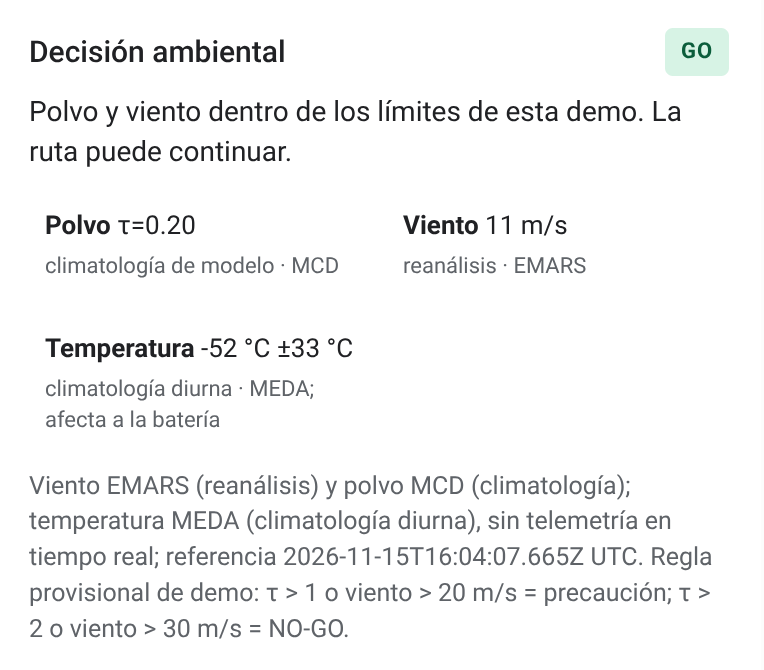 Decisión ambiental
GO
Polvo y viento dentro de los límites de esta demo. La
ruta puede continuar.
Polvo τ=0.20
climatología de modelo · MCD
Viento 11 m/s
reanálisis · EMARS
Temperatura -52 °C ±33 °C
climatología diurna · MEDA;
afecta a la batería
Viento EMARS (reanálisis) y polvo MCD (climatología);
temperatura MEDA (climatología diurna), sin telemetría en
tiempo real; referencia 2026-11-15T16:04:07.665Z UTC. Regla
provisional de demo: τ > 1 o viento > 20 m/s = precaución; τ >
2 o viento > 30 m/s = NO-GO.